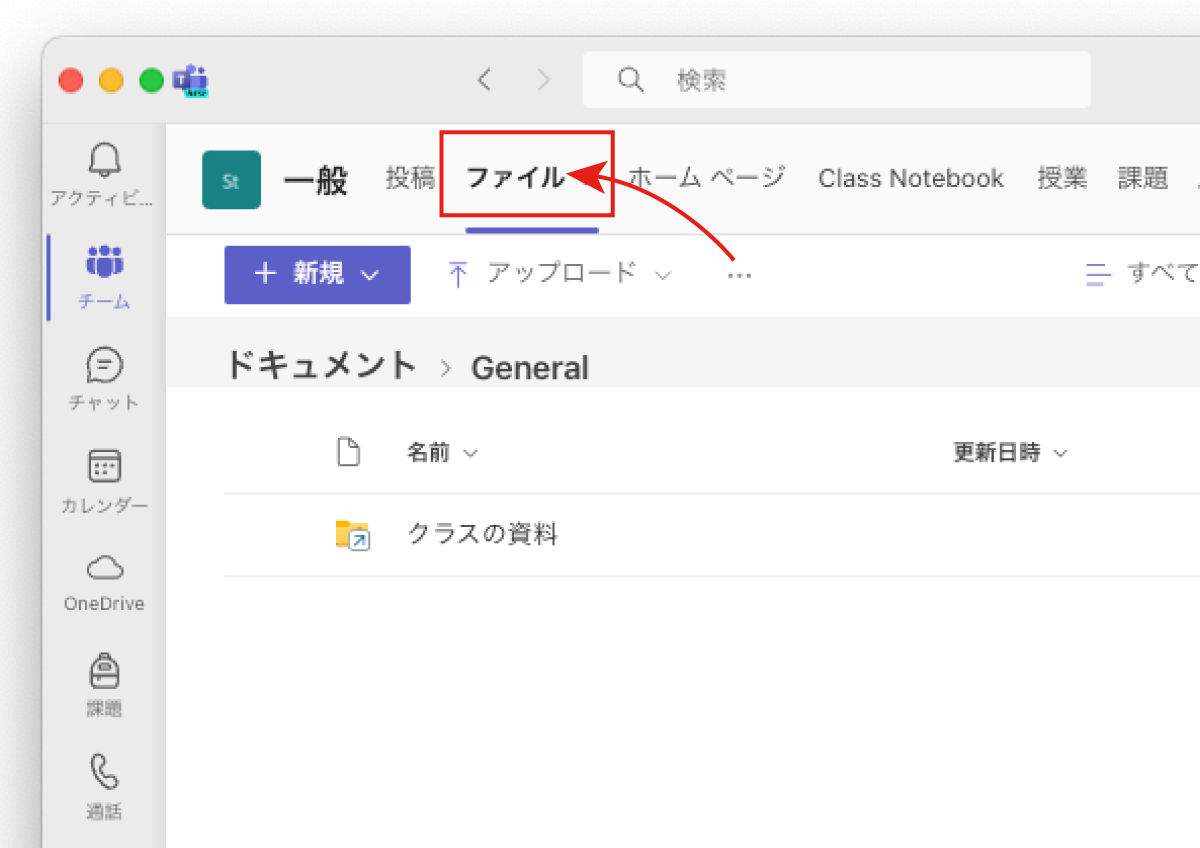 検索
St 一般 投稿 ファイル ホーム ページ Class Notebook 授業 課題
アクティビ...
チーム
チャット
カレンダー
OneDrive
課題
通話
+ 新規 アップロード ... すべて
ドキュメント > General
名前 更新日時
クラスの資料